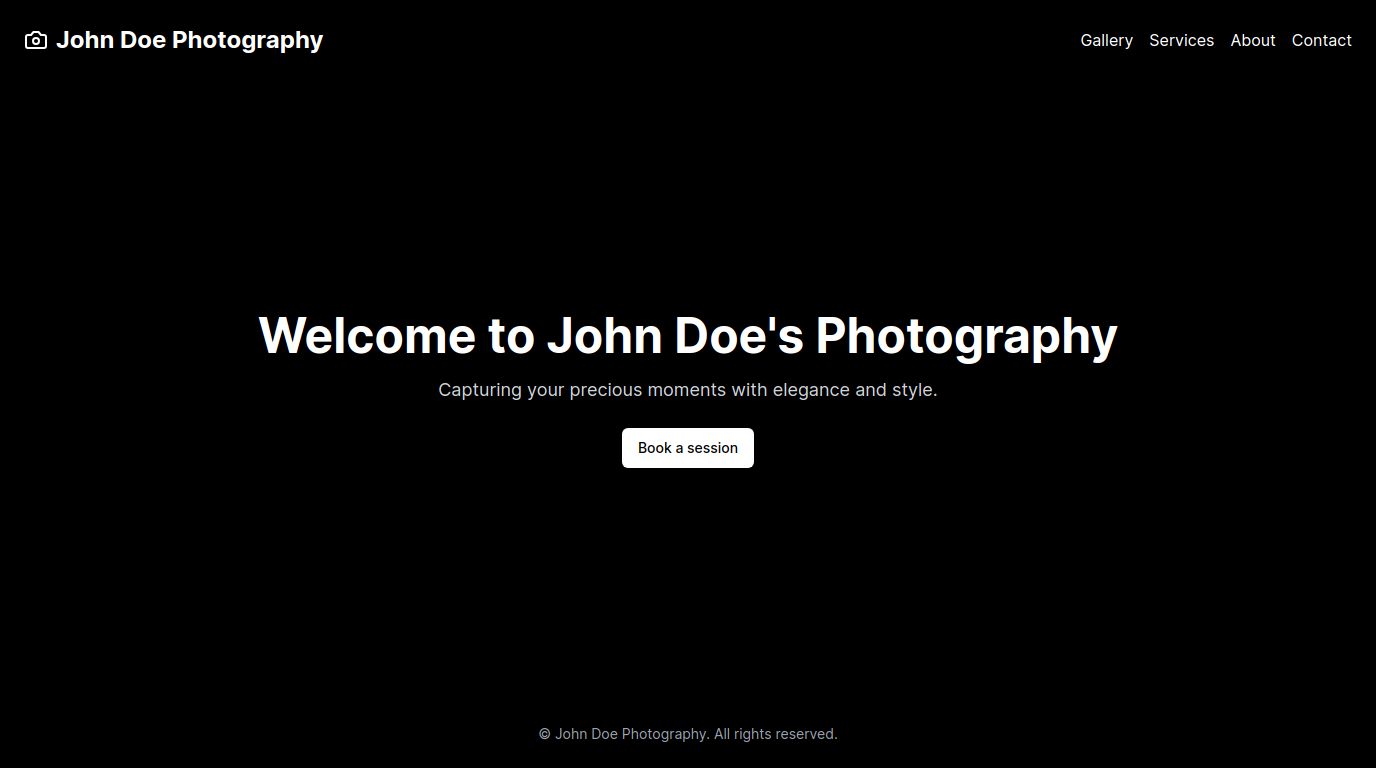 John Doe Photography
Gallery Services About Contact
Welcome to John Doe's Photography
Capturing your precious moments with elegance and style.
Book a session
© John Doe Photography. All rights reserved.